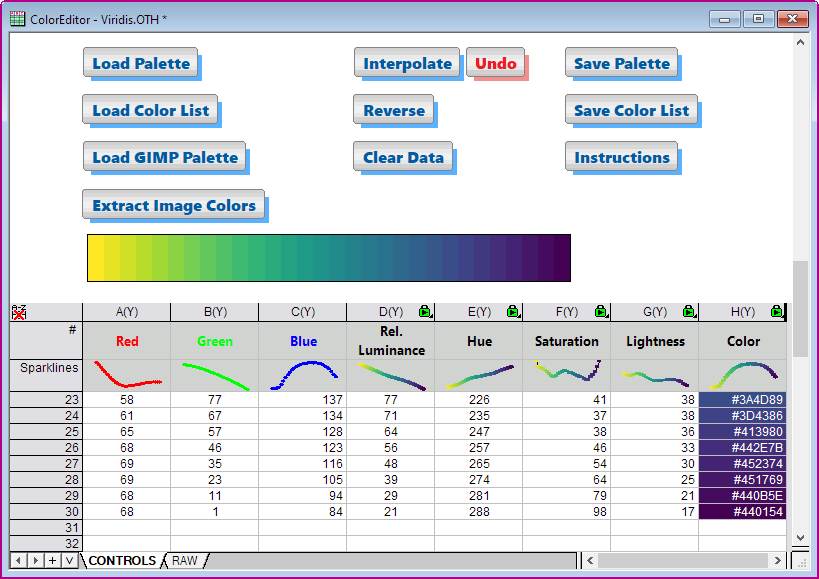 ColorEditor - Viridis.OTH *
Load Palette Interpolate Undo Save Palette
Load Color List Reverse Save Color List
Load GIMP Palette Clear Data Instructions
Extract Image Colors
A(Y) B(Y) C(Y) D(Y) E(Y) F(Y) G(Y) H(Y)
# Red Green Blue Rel. Luminance Hue Saturation Lightness Color
Sparklines
23 58 77 137 77 226 41 38 #3A4D89
24 61 67 134 71 235 37 38 #3D4386
25 65 57 128 64 247 38 36 #413980
26 68 46 123 56 257 46 33 #442E7B
27 69 35 116 48 265 54 30 #452374
28 69 23 105 39 274 64 25 #451769
29 68 11 94 29 281 79 21 #440B5E
30 68 1 84 21 288 98 17 #440154
31
32
CONTROLS RAW